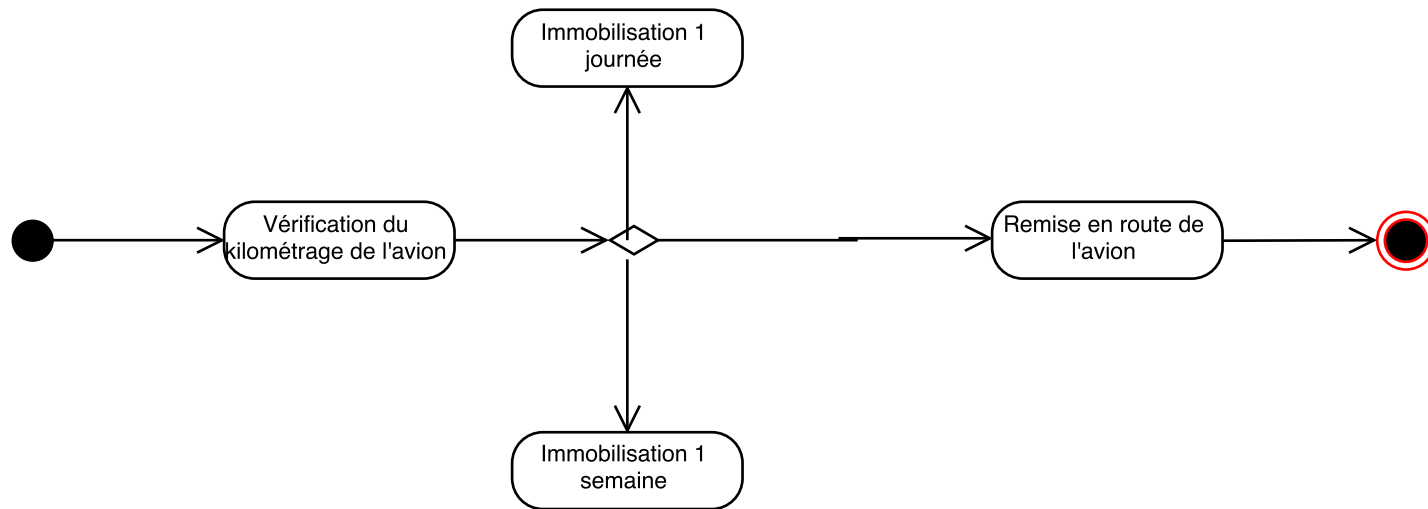 Immobilisation 1
journée
Vérification du
kilométrage de l'avion
Remise en route de
l'avion
Immobilisation 1
semaine